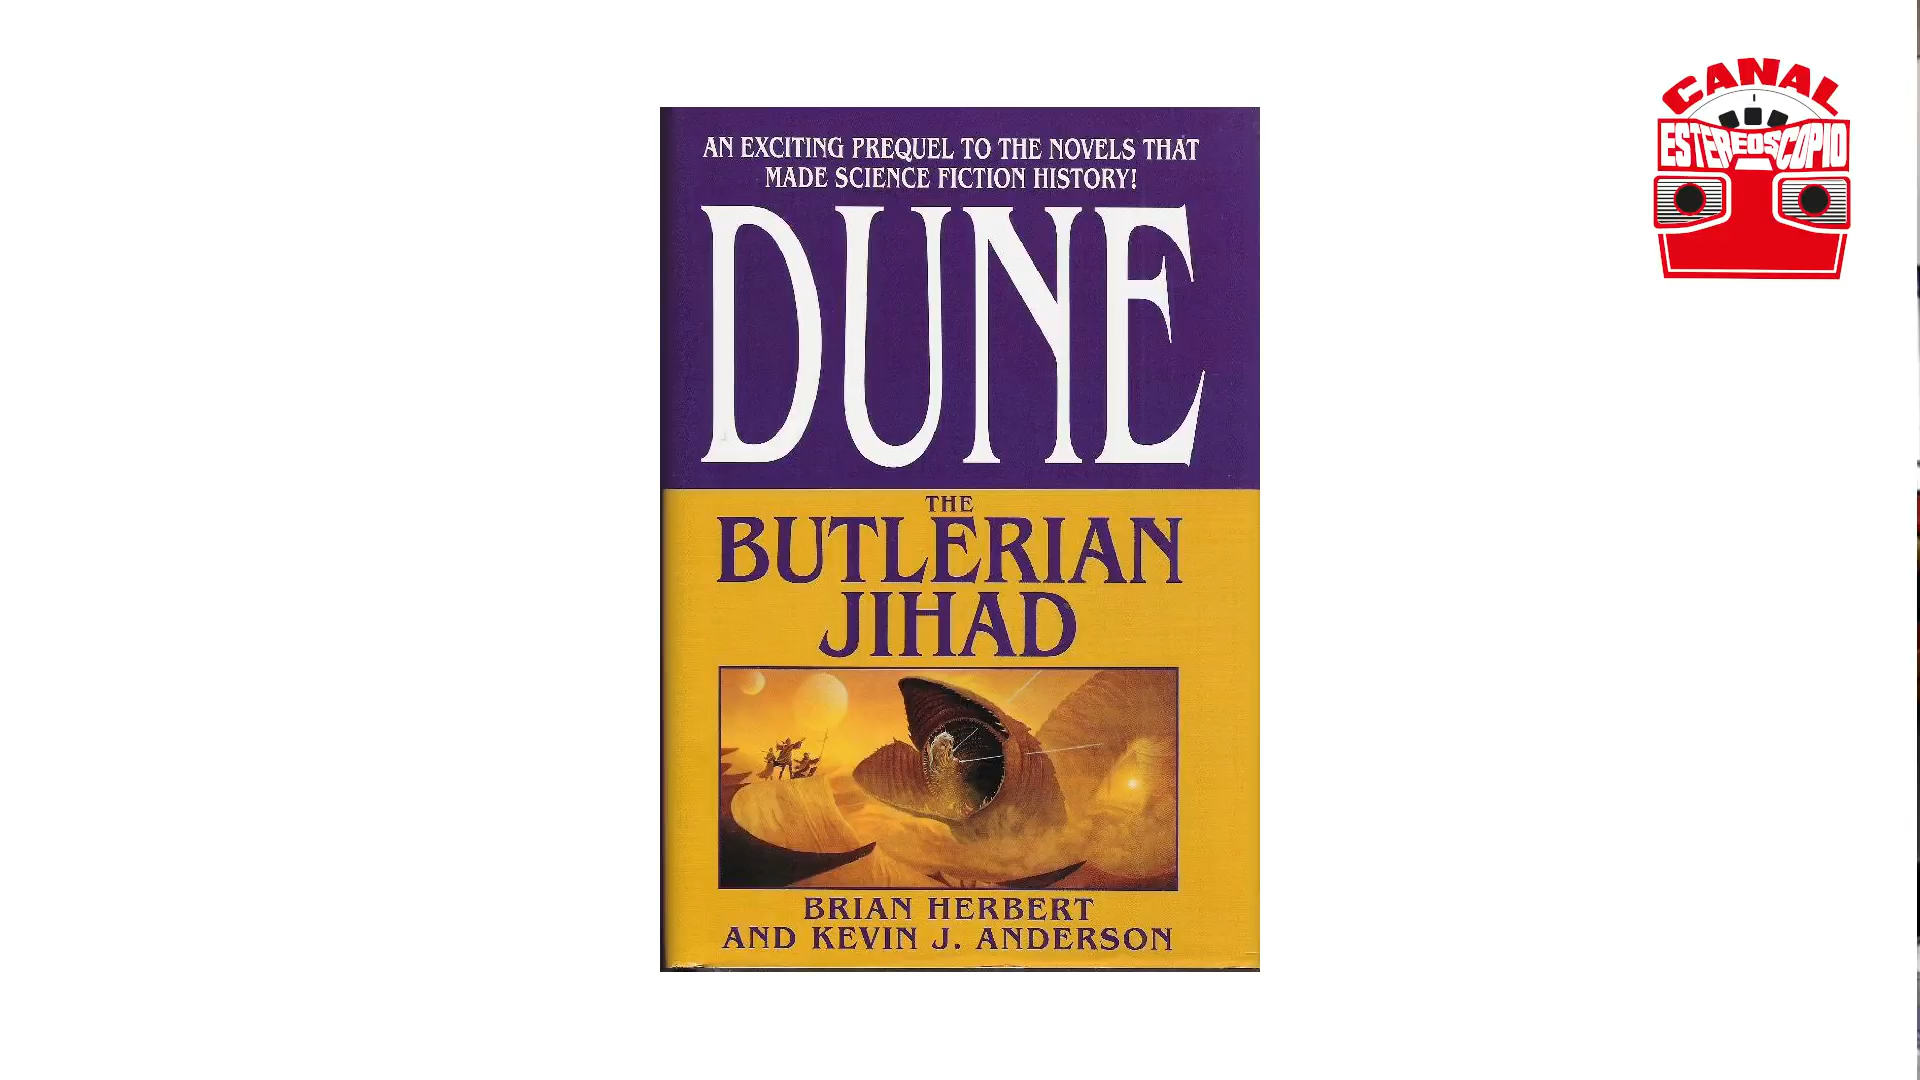 AN EXCITING PREQUEL TO THE NOVELS THAT
MADE SCIENCE FICTION HISTORY!
DUNE
THE
BUTLERIAN
JIHAD
BRIAN HERBERT
AND KEVIN J. ANDERSON
CANAL
ESTEREOSCOPIO